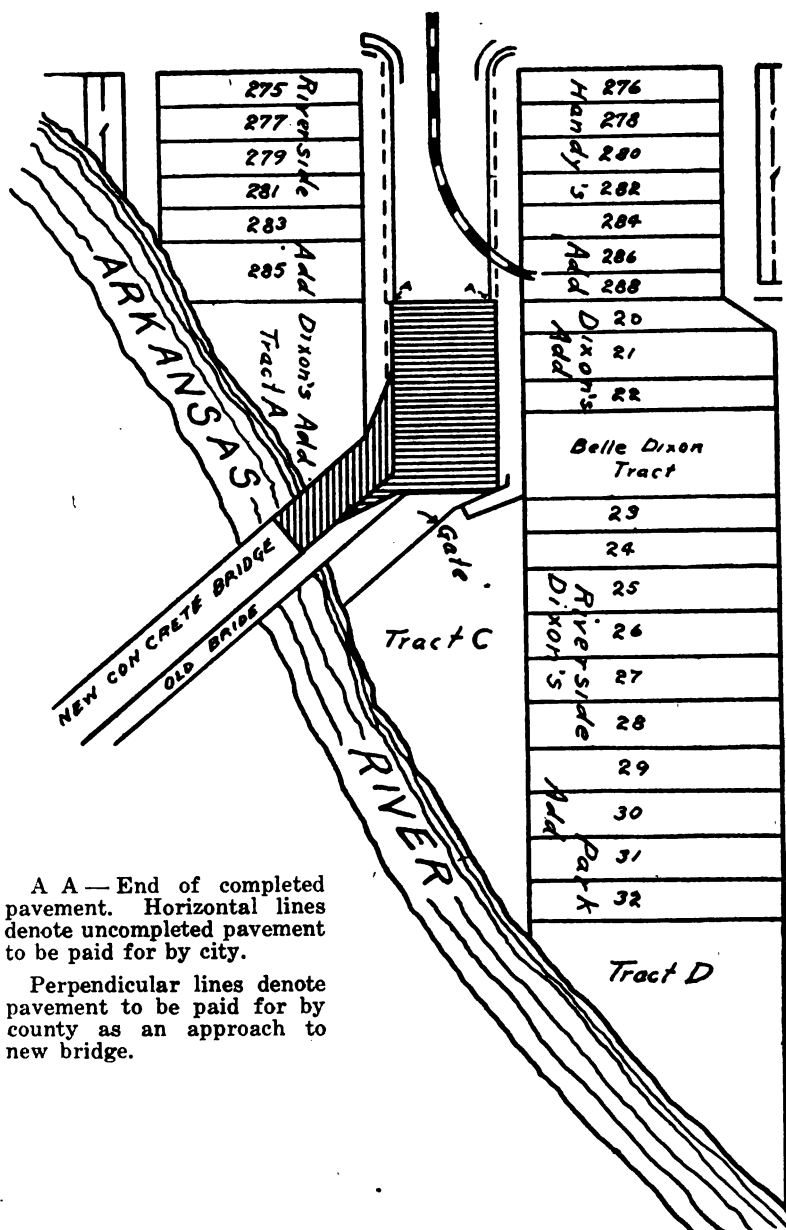 275
277
279
281
283
285
Riverside Add
276
278
280
282
284
286
288
Handy's Add
A A
Dixon's Add
Tract A
20
21
22
Dixon's Add
Belle Dixon
Tract
23
24
25
26
27
28
29
30
31
32
Dixon's Add
Riverside Park
Gate
Tract C
Tract D
ARKANSAS
RIVER
NEW CONCRETE BRIDGE
OLD BRIDE
A A — End of completed
pavement. Horizontal lines
denote uncompleted pavement
to be paid for by city.
Perpendicular lines denote
pavement to be paid for by
county as an approach to
new bridge.